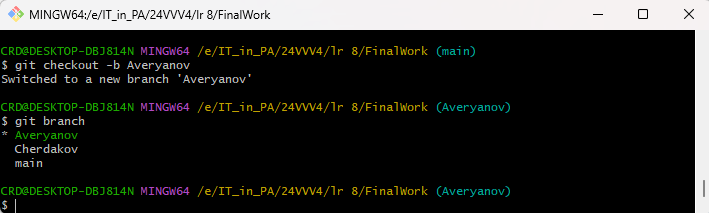 MINGW64:/e/IT_in_PA/24VVV4/lr 8/FinalWork
CRD@DESKTOP-DBJ814N MINGW64 /e/IT_in_PA/24VVV4/lr 8/FinalWork (main)
$ git checkout -b Averyanov
Switched to a new branch 'Averyanov'
CRD@DESKTOP-DBJ814N MINGW64 /e/IT_in_PA/24VVV4/lr 8/FinalWork (Averyanov)
$ git branch
* Averyanov
  Cherdakov
  main
CRD@DESKTOP-DBJ814N MINGW64 /e/IT_in_PA/24VVV4/lr 8/FinalWork (Averyanov)
$